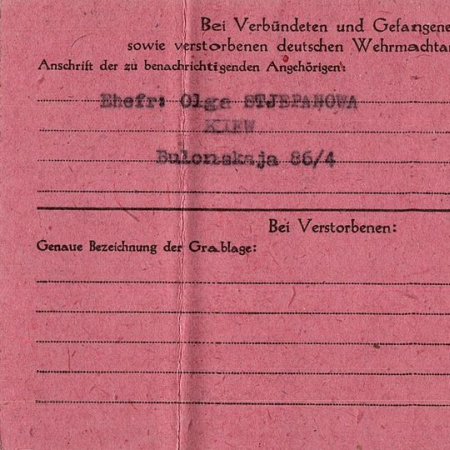 Bei Verbündeten und Gefangene
sowie verstorbenen deutschen Wehrmachta
Anschrift der zu benachrichtigenden Angehörigen:
Ehefr: Olga STJEPANOWA
KIEW
Bulonskaja 86/4
Bei Verstorbenen:
Genaue Bezeichnung der Grablage: